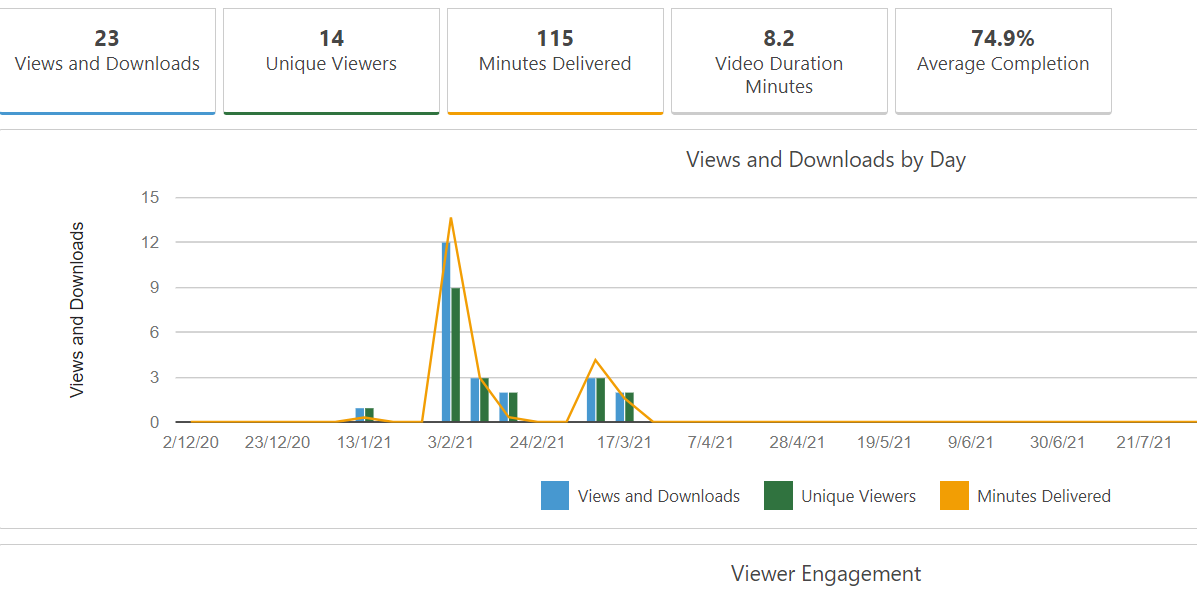 23
Views and Downloads
14
Unique Viewers
115
Minutes Delivered
8.2
Video Duration
Minutes
74.9%
Average Completion
Views and Downloads by Day
Views and Downloads
15
12
9
6
3
0
2/12/20 23/12/20 13/1/21 3/2/21 24/2/21 17/3/21 7/4/21 28/4/21 19/5/21 9/6/21 30/6/21 21/7/21
Views and Downloads Unique Viewers Minutes Delivered
Viewer Engagement